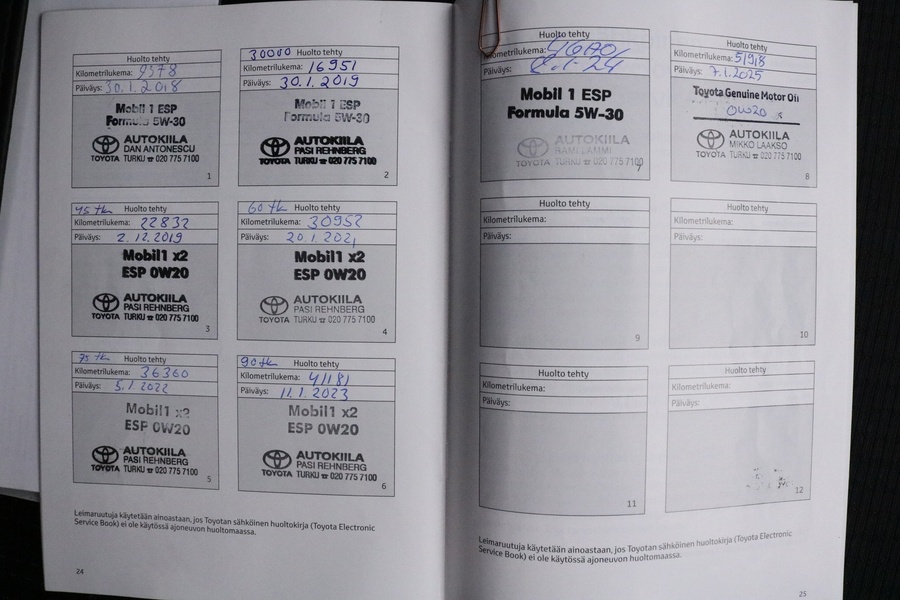 Huolto tehty
Kilometrilukema: 9578
Päiväys: 30.1.2018
Mobil 1 ESP
Formula 5W-30
AUTOKIILA
DAN ANTONESCU
TOYOTA TURKU ☎ 020 775 7100
1
30000 Huolto tehty
Kilometrilukema: 16951
Päiväys: 30.1.2019
Mobil 1 ESP
Formula 5W-30
AUTOKIILA
PASI REHNBERG
TOYOTA TURKU ☎ 020 775 7100
2
45 tk Huolto tehty
Kilometrilukema: 22832
Päiväys: 2.12.2019
Mobil1 x2
ESP 0W20
AUTOKIILA
PASI REHNBERG
TOYOTA TURKU ☎ 020 775 7100
3
60 tk Huolto tehty
Kilometrilukema: 30952
Päiväys: 20.1.2021
Mobil1 x2
ESP 0W20
AUTOKIILA
PASI REHNBERG
TOYOTA TURKU ☎ 020 775 7100
4
75 tk Huolto tehty
Kilometrilukema: 36360
Päiväys: 5.1.2022
Mobil1 x2
ESP 0W20
AUTOKIILA
PASI REHNBERG
TOYOTA TURKU ☎ 020 775 7100
5
90 tk Huolto tehty
Kilometrilukema: 41181
Päiväys: 11.1.2023
Mobil1 x2
ESP 0W20
AUTOKIILA
PASI REHNBERG
TOYOTA TURKU ☎ 020 775 7100
6
Leimaruutuja käytetään ainoastaan, jos Toyotan sähköinen huoltokirja (Toyota Electronic
Service Book) ei ole käytössä ajoneuvon huoltomaassa.
24
Huolto tehty
Kilometrilukema:
Päiväys:
Mobil 1 ESP
Formula 5W-30
AUTOKIILA
TOYOTA TURKU ☎ 020 775 7100
7
Huolto tehty
Kilometrilukema: 51918
Päiväys: 7.1.2025
Toyota Genuine Motor Oil
0W20
AUTOKIILA
MIKKO LAAKSO
TOYOTA TURKU ☎ 020 775 7100
8
Huolto tehty
Kilometrilukema:
Päiväys:
9
Huolto tehty
Kilometrilukema:
Päiväys:
10
Huolto tehty
Kilometrilukema:
Päiväys:
11
Huolto tehty
Kilometrilukema:
Päiväys:
12
Leimaruutuja käytetään ainoastaan, jos Toyotan sähköinen huoltokirja (Toyota Electronic
Service Book) ei ole käytössä ajoneuvon huoltomaassa.
25